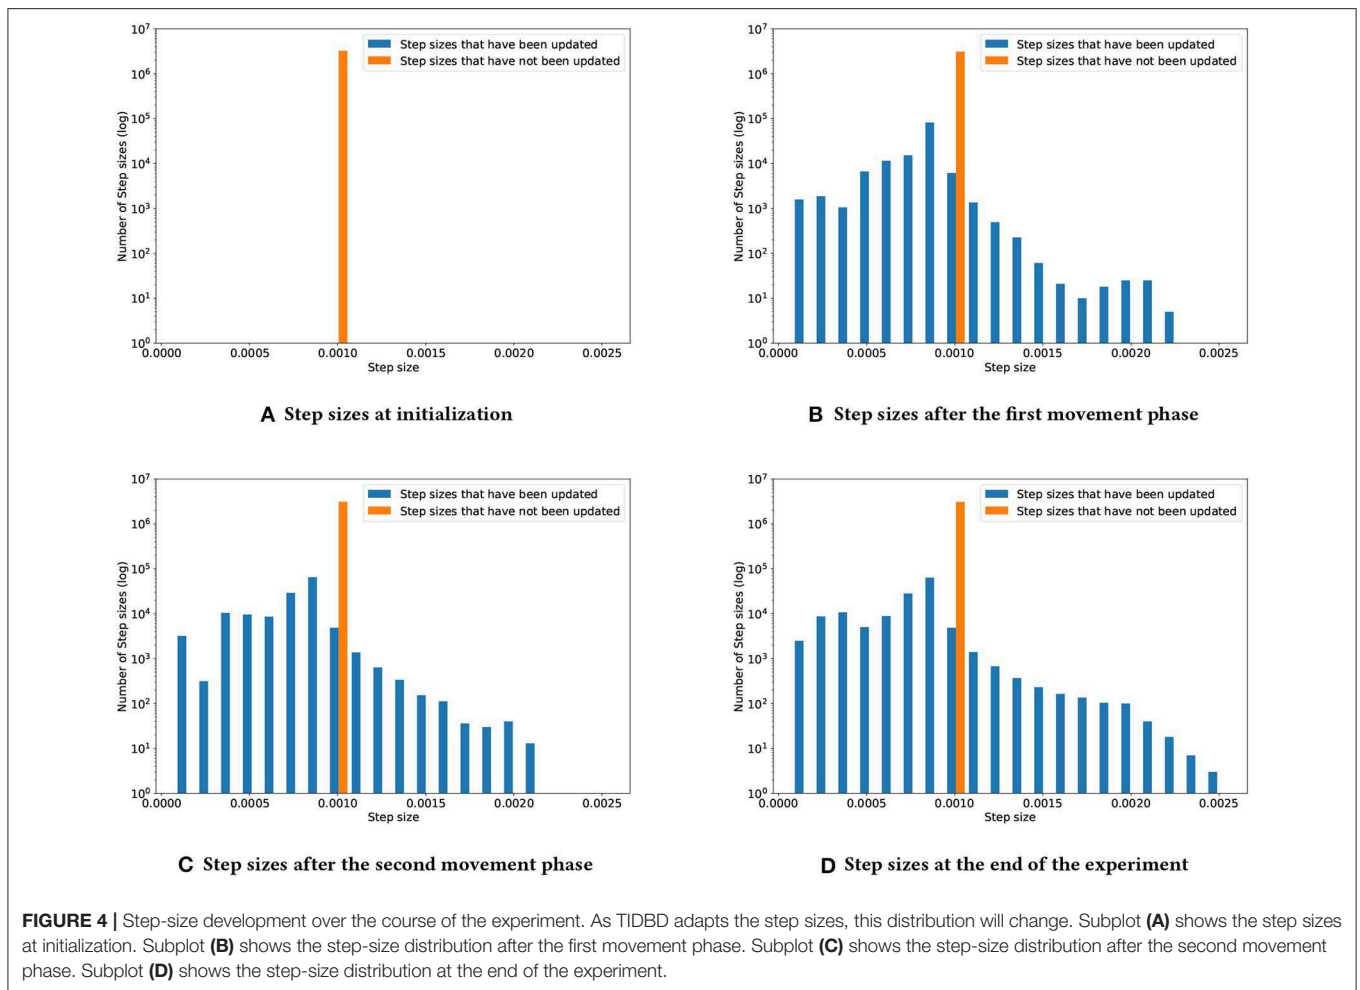 10^7
10^6
10^5
10^4
10^3
10^2
10^1
10^0
Number of Step sizes (log)
Step sizes that have been updated
Step sizes that have not been updated
0.0000 0.0005 0.0010 0.0015 0.0020 0.0025
Step size
A Step sizes at initialization
10^7
10^6
10^5
10^4
10^3
10^2
10^1
10^0
Number of Step sizes (log)
Step sizes that have been updated
Step sizes that have not been updated
0.0000 0.0005 0.0010 0.0015 0.0020 0.0025
Step size
B Step sizes after the first movement phase
10^7
10^6
10^5
10^4
10^3
10^2
10^1
10^0
Number of Step sizes (log)
Step sizes that have been updated
Step sizes that have not been updated
0.0000 0.0005 0.0010 0.0015 0.0020 0.0025
Step size
C Step sizes after the second movement phase
10^7
10^6
10^5
10^4
10^3
10^2
10^1
10^0
Number of Step sizes (log)
Step sizes that have been updated
Step sizes that have not been updated
0.0000 0.0005 0.0010 0.0015 0.0020 0.0025
Step size
D Step sizes at the end of the experiment
FIGURE 4 | Step-size development over the course of the experiment. As TIDBD adapts the step sizes, this distribution will change. Subplot (A) shows the step sizes
at initialization. Subplot (B) shows the step-size distribution after the first movement phase. Subplot (C) shows the step-size distribution after the second movement
phase. Subplot (D) shows the step-size distribution at the end of the experiment.